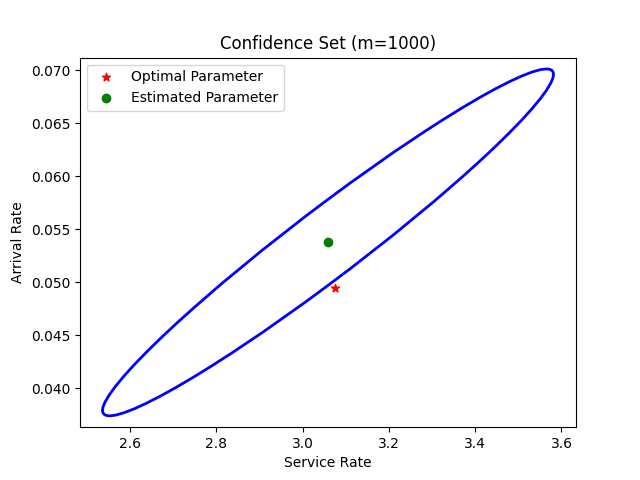 Confidence Set (m=1000)
Optimal Parameter
Estimated Parameter
0.070
0.065
0.060
0.055
0.050
0.045
0.040
Arrival Rate
2.6
2.8
3.0
3.2
3.4
3.6
Service Rate